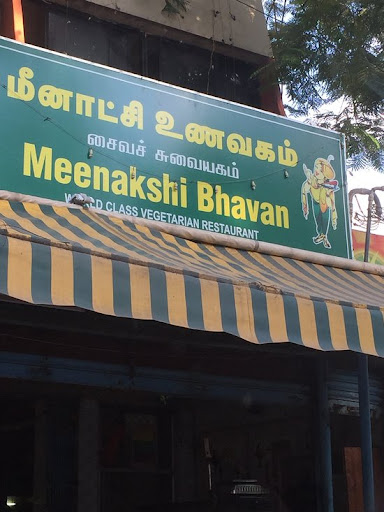 மீனாட்சி உணவகம்
சைவச் சுவையகம்
Meenakshi Bhavan
WORLD CLASS VEGETARIAN RESTAURANT